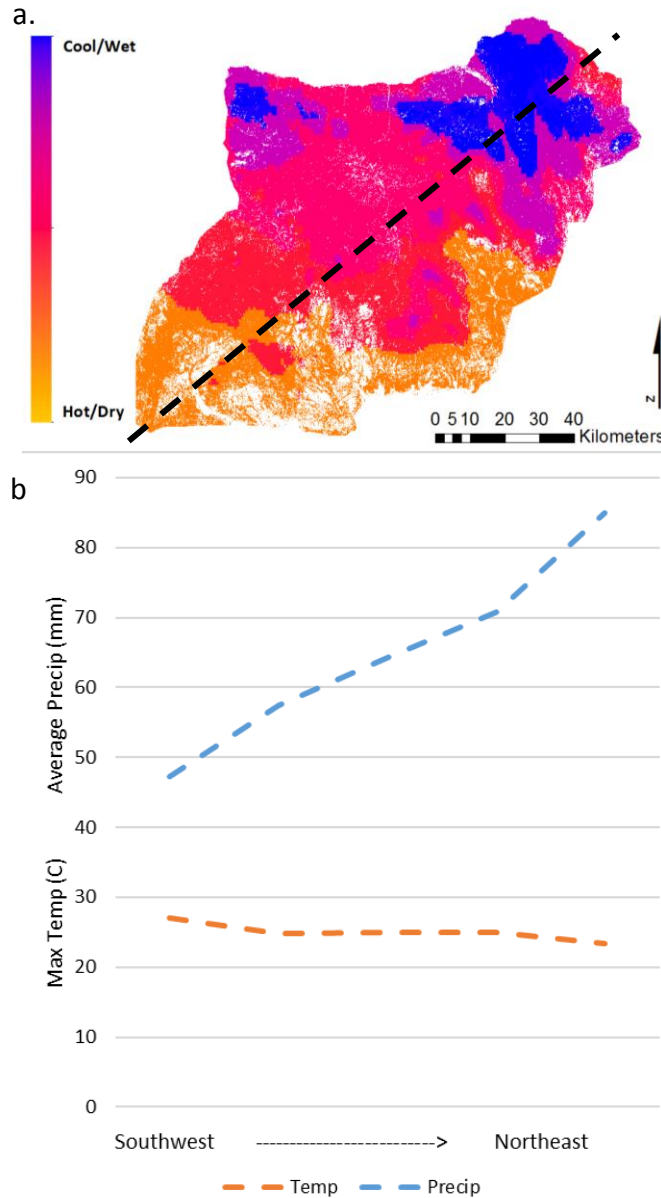 a.
Cool/Wet
Hot/Dry
z
0 5 10 20 30 40
Kilometers
b
90
80
70
60
50
40
30
20
10
0
Average Precip (mm)
Max Temp (C)
Southwest ---------------------------> Northeast
Temp Precip